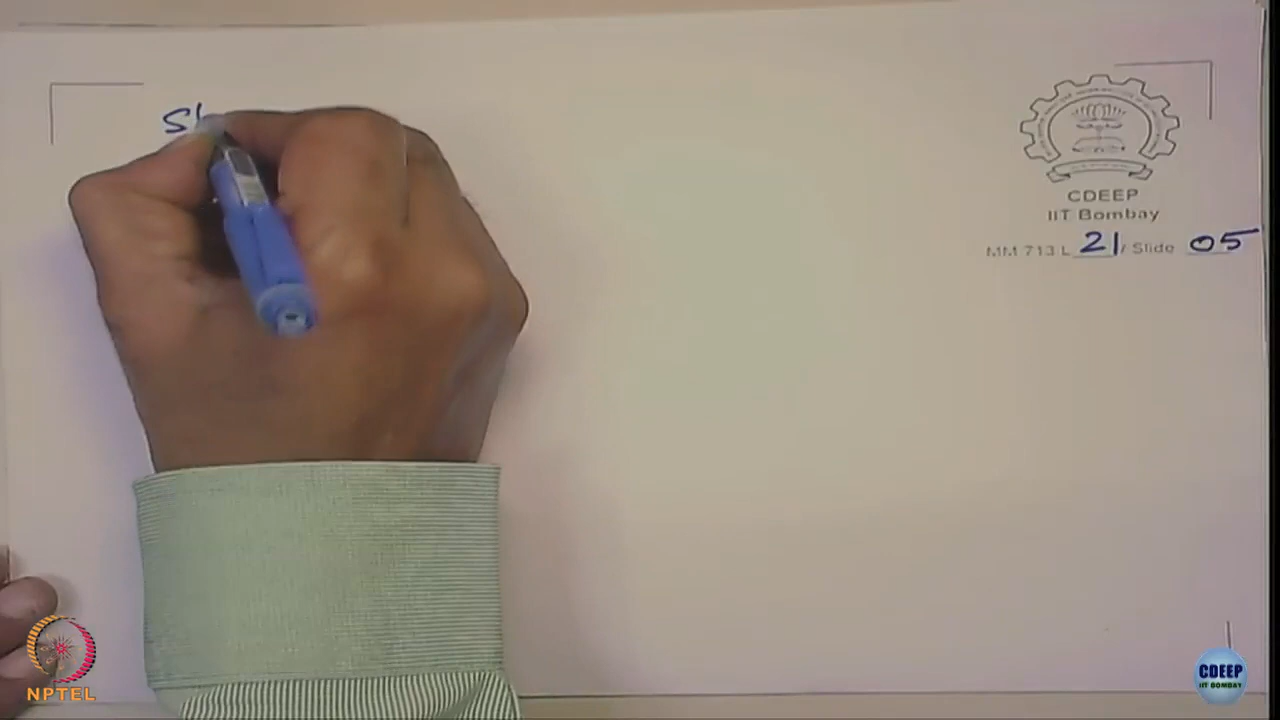 CDEEP
IIT Bombay
MM 713 L 21 / Slide 05
NPTEL
CDEEP
IIT BOMBAY